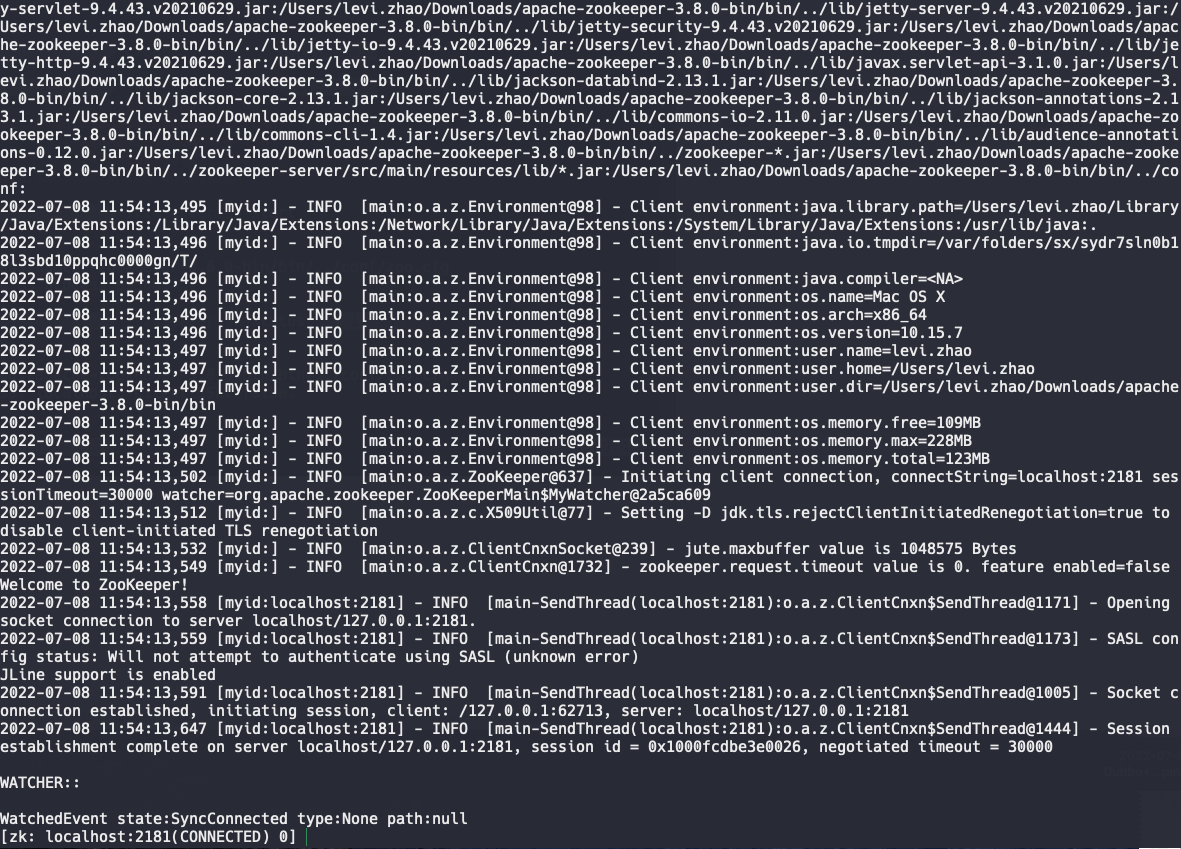 y-servlet-9.4.43.v20210629.jar:/Users/levi.zhao/Downloads/apache-zookeeper-3.8.0-bin/bin/../lib/jetty-server-9.4.43.v20210629.jar:/
Users/levi.zhao/Downloads/apache-zookeeper-3.8.0-bin/bin/../lib/jetty-security-9.4.43.v20210629.jar:/Users/levi.zhao/Downloads/apac
he-zookeeper-3.8.0-bin/bin/../lib/jetty-io-9.4.43.v20210629.jar:/Users/levi.zhao/Downloads/apache-zookeeper-3.8.0-bin/bin/../lib/je
tty-http-9.4.43.v20210629.jar:/Users/levi.zhao/Downloads/apache-zookeeper-3.8.0-bin/bin/../lib/javax.servlet-api-3.1.0.jar:/Users/l
evi.zhao/Downloads/apache-zookeeper-3.8.0-bin/bin/../lib/jackson-databind-2.13.1.jar:/Users/levi.zhao/Downloads/apache-zookeeper-3.
8.0-bin/bin/../lib/jackson-core-2.13.1.jar:/Users/levi.zhao/Downloads/apache-zookeeper-3.8.0-bin/bin/../lib/jackson-annotations-2.1
3.1.jar:/Users/levi.zhao/Downloads/apache-zookeeper-3.8.0-bin/bin/../lib/commons-io-2.11.0.jar:/Users/levi.zhao/Downloads/apache-zo
okeeper-3.8.0-bin/bin/../lib/commons-cli-1.4.jar:/Users/levi.zhao/Downloads/apache-zookeeper-3.8.0-bin/bin/../lib/audience-annotati
ons-0.12.0.jar:/Users/levi.zhao/Downloads/apache-zookeeper-3.8.0-bin/bin/../zookeeper-*.jar:/Users/levi.zhao/Downloads/apache-zooke
eper-3.8.0-bin/bin/../zookeeper-server/src/main/resources/lib/*.jar:/Users/levi.zhao/Downloads/apache-zookeeper-3.8.0-bin/bin/../co
nf:
2022-07-08 11:54:13,495 [myid:] - INFO  [main:o.a.z.Environment@98] - Client environment:java.library.path=/Users/levi.zhao/Library
/Java/Extensions:/Library/Java/Extensions:/Network/Library/Java/Extensions:/System/Library/Java/Extensions:/usr/lib/java:.
2022-07-08 11:54:13,496 [myid:] - INFO  [main:o.a.z.Environment@98] - Client environment:java.io.tmpdir=/var/folders/sx/sydr7sln0b1
8l3sbd10ppqhc0000gn/T/
2022-07-08 11:54:13,496 [myid:] - INFO  [main:o.a.z.Environment@98] - Client environment:java.compiler=<NA>
2022-07-08 11:54:13,496 [myid:] - INFO  [main:o.a.z.Environment@98] - Client environment:os.name=Mac OS X
2022-07-08 11:54:13,496 [myid:] - INFO  [main:o.a.z.Environment@98] - Client environment:os.arch=x86_64
2022-07-08 11:54:13,496 [myid:] - INFO  [main:o.a.z.Environment@98] - Client environment:os.version=10.15.7
2022-07-08 11:54:13,497 [myid:] - INFO  [main:o.a.z.Environment@98] - Client environment:user.name=levi.zhao
2022-07-08 11:54:13,497 [myid:] - INFO  [main:o.a.z.Environment@98] - Client environment:user.home=/Users/levi.zhao
2022-07-08 11:54:13,497 [myid:] - INFO  [main:o.a.z.Environment@98] - Client environment:user.dir=/Users/levi.zhao/Downloads/apache
-zookeeper-3.8.0-bin/bin
2022-07-08 11:54:13,497 [myid:] - INFO  [main:o.a.z.Environment@98] - Client environment:os.memory.free=109MB
2022-07-08 11:54:13,497 [myid:] - INFO  [main:o.a.z.Environment@98] - Client environment:os.memory.max=228MB
2022-07-08 11:54:13,497 [myid:] - INFO  [main:o.a.z.Environment@98] - Client environment:os.memory.total=123MB
2022-07-08 11:54:13,502 [myid:] - INFO  [main:o.a.z.ZooKeeper@637] - Initiating client connection, connectString=localhost:2181 ses
sionTimeout=30000 watcher=org.apache.zookeeper.ZooKeeperMain$MyWatcher@2a5ca609
2022-07-08 11:54:13,512 [myid:] - INFO  [main:o.a.z.c.X509Util@77] - Setting -D jdk.tls.rejectClientInitiatedRenegotiation=true to
disable client-initiated TLS renegotiation
2022-07-08 11:54:13,532 [myid:] - INFO  [main:o.a.z.ClientCnxnSocket@239] - jute.maxbuffer value is 1048575 Bytes
2022-07-08 11:54:13,549 [myid:] - INFO  [main:o.a.z.ClientCnxn@1732] - zookeeper.request.timeout value is 0. feature enabled=false
Welcome to ZooKeeper!
2022-07-08 11:54:13,558 [myid:localhost:2181] - INFO  [main-SendThread(localhost:2181):o.a.z.ClientCnxn$SendThread@1171] - Opening
socket connection to server localhost/127.0.0.1:2181.
2022-07-08 11:54:13,559 [myid:localhost:2181] - INFO  [main-SendThread(localhost:2181):o.a.z.ClientCnxn$SendThread@1173] - SASL con
fig status: Will not attempt to authenticate using SASL (unknown error)
JLine support is enabled
2022-07-08 11:54:13,591 [myid:localhost:2181] - INFO  [main-SendThread(localhost:2181):o.a.z.ClientCnxn$SendThread@1005] - Socket c
onnection established, initiating session, client: /127.0.0.1:62713, server: localhost/127.0.0.1:2181
2022-07-08 11:54:13,647 [myid:localhost:2181] - INFO  [main-SendThread(localhost:2181):o.a.z.ClientCnxn$SendThread@1444] - Session
establishment complete on server localhost/127.0.0.1:2181, session id = 0x1000fcdbe3e0026, negotiated timeout = 30000
WATCHER::
WatchedEvent state:SyncConnected type:None path:null
[zk: localhost:2181(CONNECTED) 0]